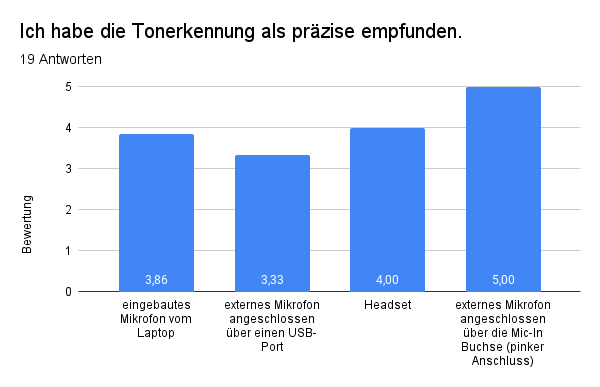 Ich habe die Tonerkennung als präzise empfunden.
19 Antworten
5
4
3
2
1
0
Bewertung
3,86
3,33
4,00
5,00
eingebautes
Mikrofon vom
Laptop
externes Mikrofon
angeschlossen
über einen USB-
Port
Headset
externes Mikrofon
angeschlossen
über die Mic-In
Buchse (pinker
Anschluss)